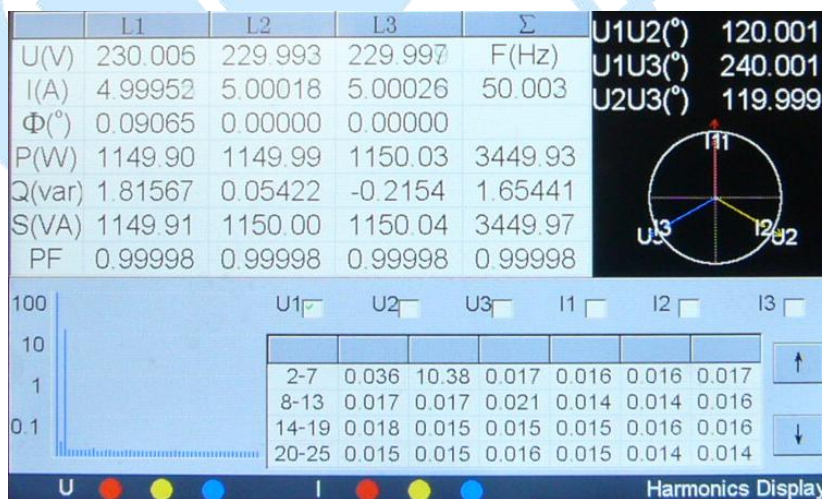 L1 L2 L3 Σ
U(V) 230.005 229.993 229.997 F(Hz)
I(A) 4.99952 5.00018 5.00026 50.003
Φ(°) 0.09065 0.00000 0.00000
P(W) 1149.90 1149.99 1150.03 3449.93
Q(var) 1.81567 0.05422 -0.2154 1.65441
S(VA) 1149.91 1150.00 1150.04 3449.97
PF 0.99998 0.99998 0.99998 0.99998
U1U2(°) 120.001
U1U3(°) 240.001
U2U3(°) 119.999
I3 I2 U2
U1 U2 U3 I1 I2 I3
100
10
1
0.1
2-7 0.036 10.38 0.017 0.016 0.016 0.017
8-13 0.017 0.017 0.021 0.014 0.014 0.016
14-19 0.018 0.015 0.015 0.015 0.016 0.016
20-25 0.015 0.015 0.016 0.015 0.014 0.014
U I Harmonics Display